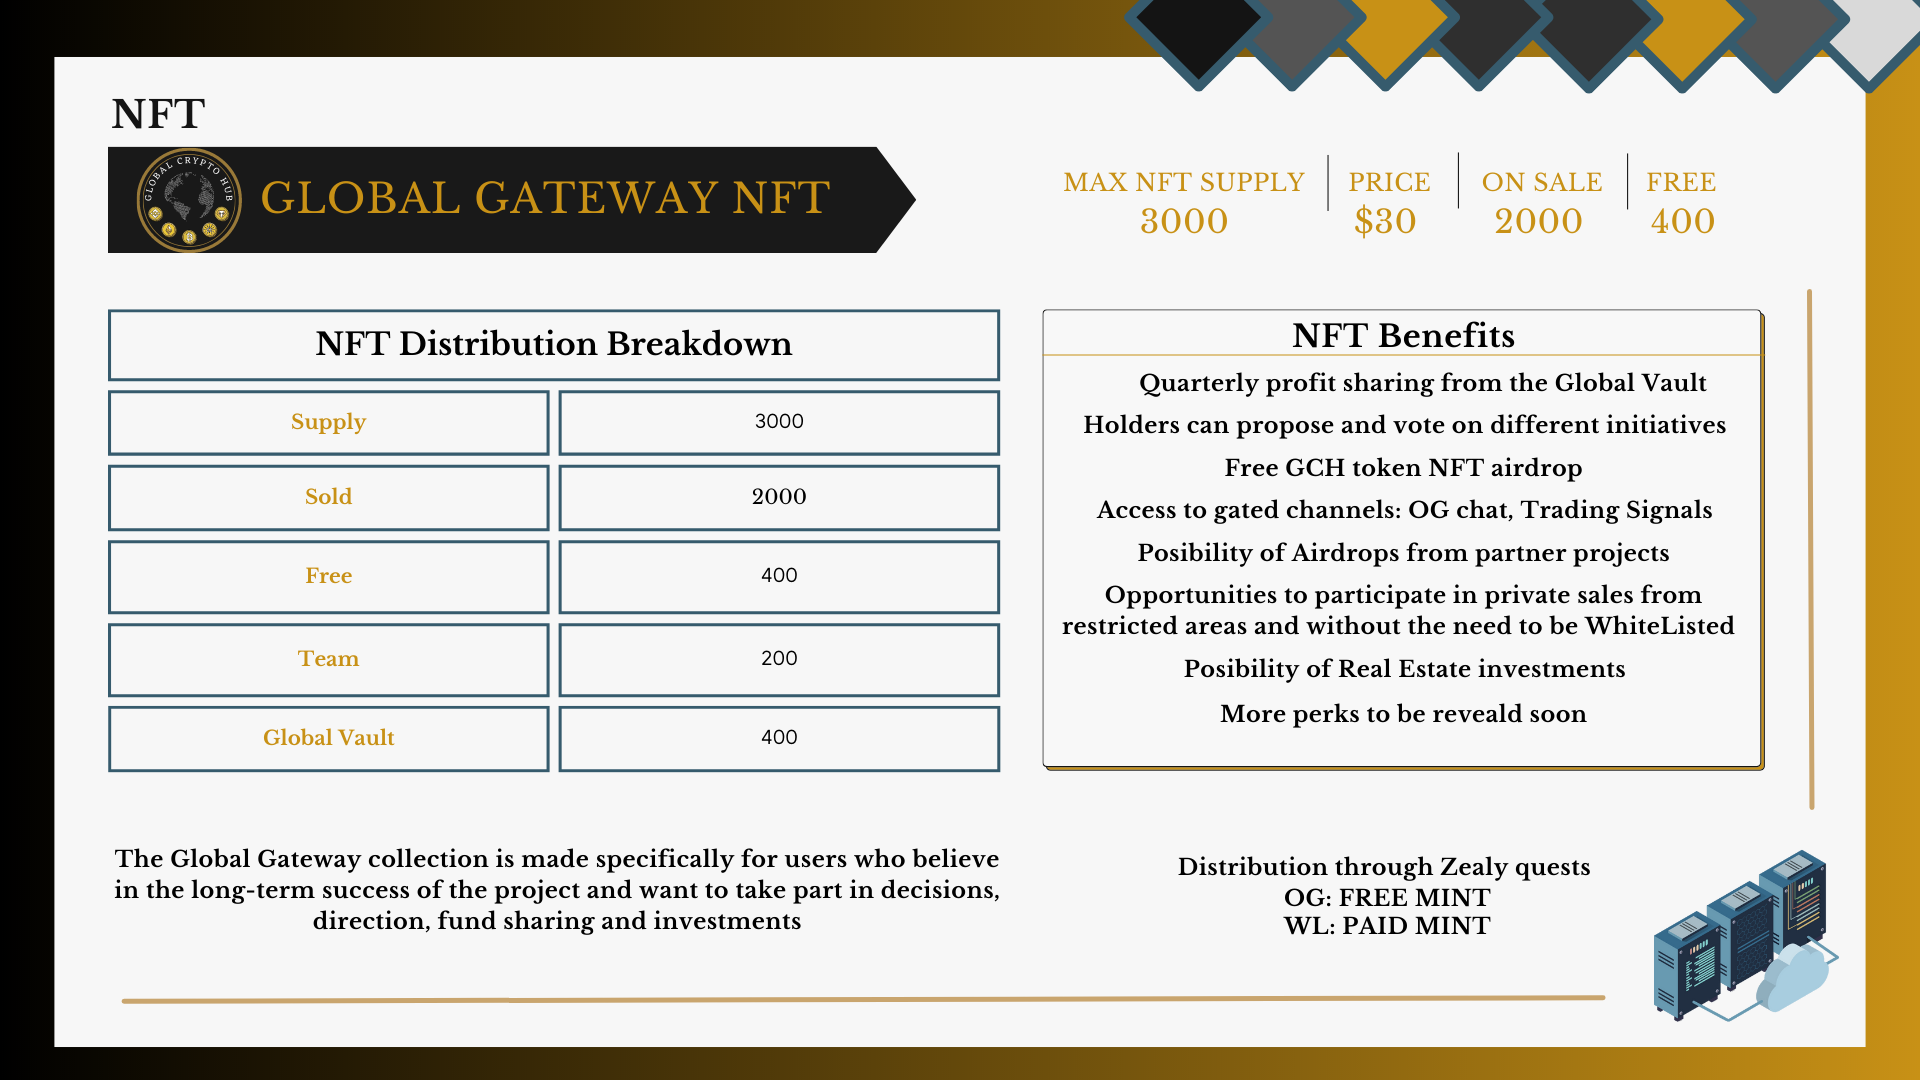 NFT
GLOBAL CRYPTO HUB
GLOBAL GATEWAY NFT
MAX NFT SUPPLY
3000
PRICE
$30
ON SALE
2000
FREE
400
NFT Distribution Breakdown
Supply
3000
Sold
2000
Free
400
Team
200
Global Vault
400
NFT Benefits
Quarterly profit sharing from the Global Vault
Holders can propose and vote on different initiatives
Free GCH token NFT airdrop
Access to gated channels: OG chat, Trading Signals
Posibility of Airdrops from partner projects
Opportunities to participate in private sales from
restricted areas and without the need to be WhiteListed
Posibility of Real Estate investments
More perks to be reveald soon
The Global Gateway collection is made specifically for users who believe
in the long-term success of the project and want to take part in decisions,
direction, fund sharing and investments
Distribution through Zealy quests
OG: FREE MINT
WL: PAID MINT